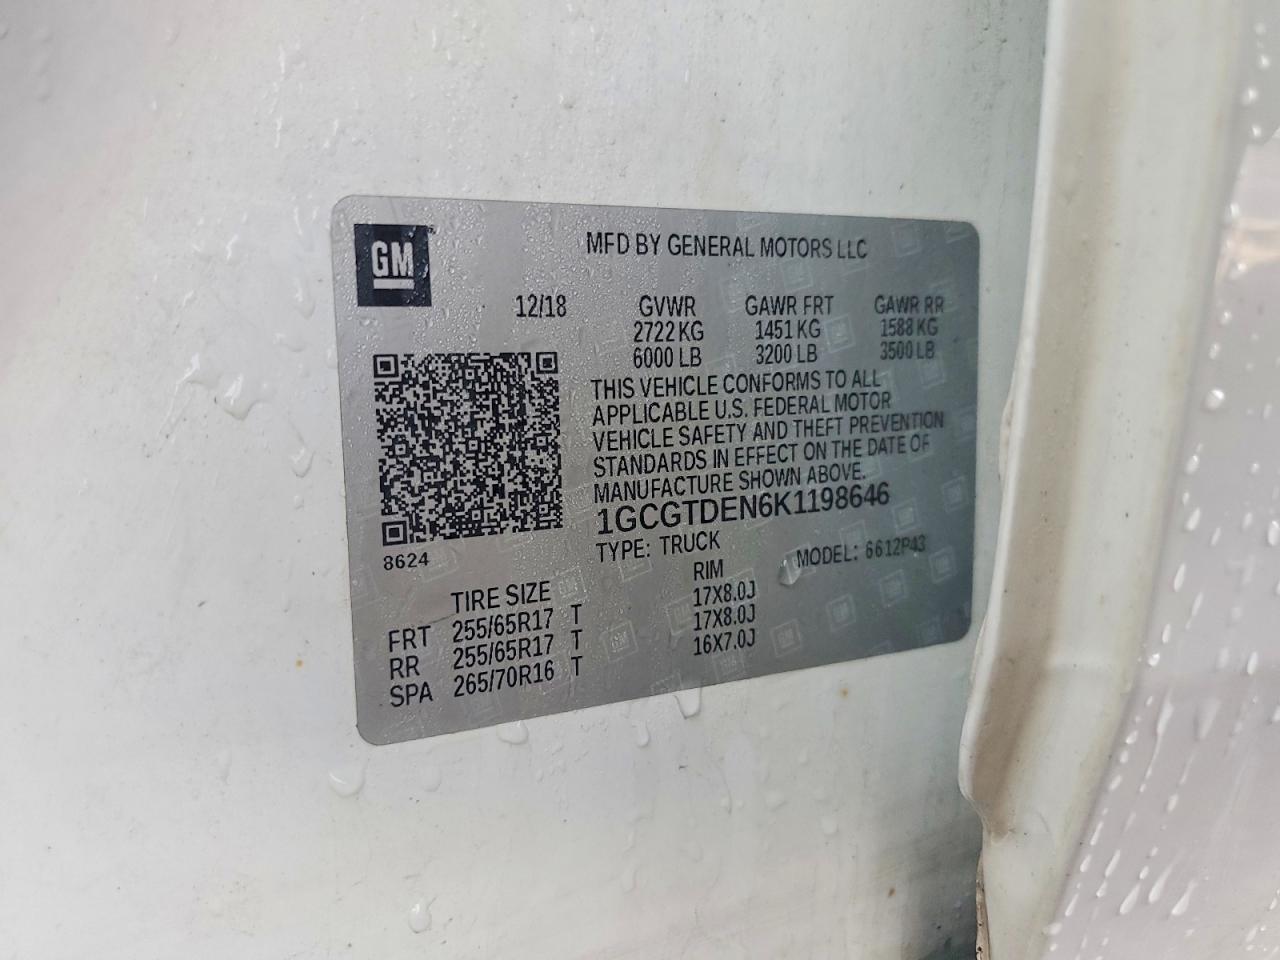 GM
MFD BY GENERAL MOTORS LLC
12/18 GVWR GAWR FRT GAWR RR
2722 KG 1451 KG 1588 KG
6000 LB 3200 LB 3500 LB
THIS VEHICLE CONFORMS TO ALL
APPLICABLE U.S. FEDERAL MOTOR
VEHICLE SAFETY AND THEFT PREVENTION
STANDARDS IN EFFECT ON THE DATE OF
MANUFACTURE SHOWN ABOVE.
1GCGTDEN6K1198646
8624
TYPE: TRUCK MODEL: 6612P43
TIRE SIZE RIM
FRT 255/65R17 T 17X8.0J
RR 255/65R17 T 17X8.0J
SPA 265/70R16 T 16X7.0J